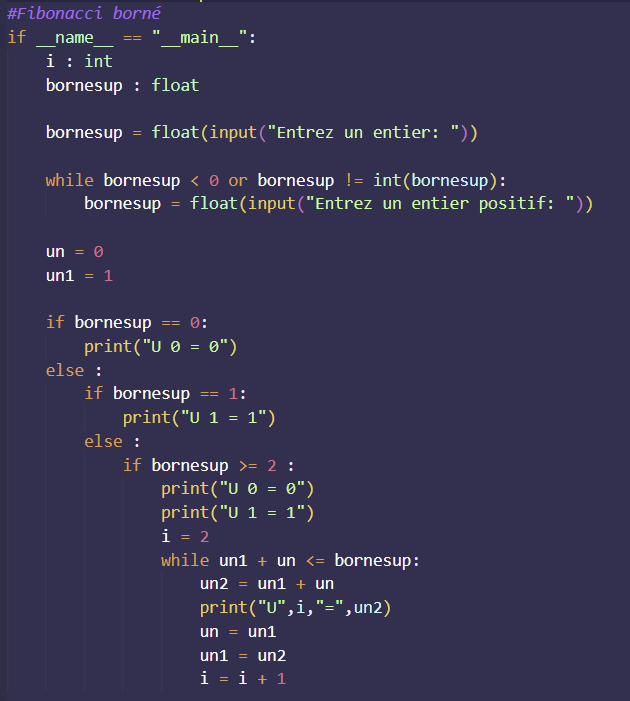 #Fibonacci borné
if __name__ == "__main__":
    i : int
    bornesup : float

    bornesup = float(input("Entrez un entier: "))

    while bornesup < 0 or bornesup != int(bornesup):
        bornesup = float(input("Entrez un entier positif: "))

    un = 0
    un1 = 1

    if bornesup == 0:
        print("U 0 = 0")
    else :
        if bornesup == 1:
            print("U 1 = 1")
        else :
            if bornesup >= 2 :
                print("U 0 = 0")
                print("U 1 = 1")
                i = 2
                while un1 + un <= bornesup:
                    un2 = un1 + un
                    print("U",i,"=",un2)
                    un = un1
                    un1 = un2
                    i = i + 1